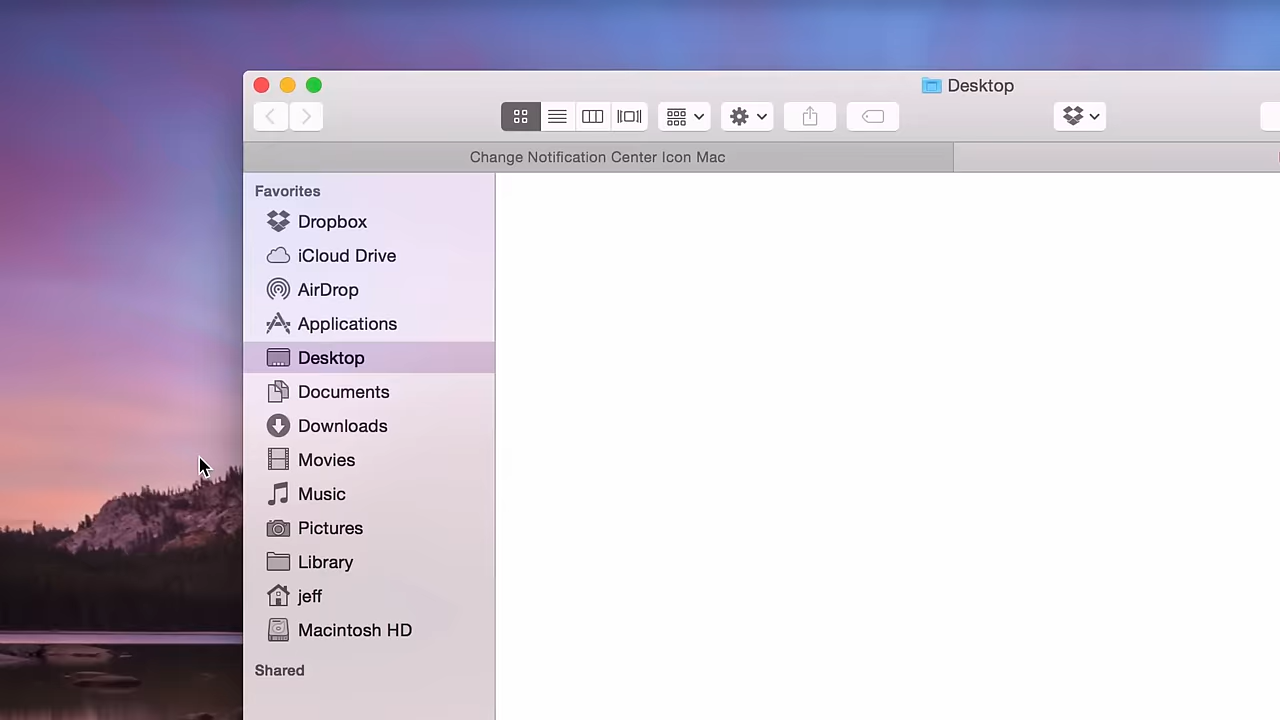 Desktop
Change Notification Center Icon Mac
Favorites
Dropbox
iCloud Drive
AirDrop
Applications
Desktop
Documents
Downloads
Movies
Music
Pictures
Library
jeff
Macintosh HD
Shared